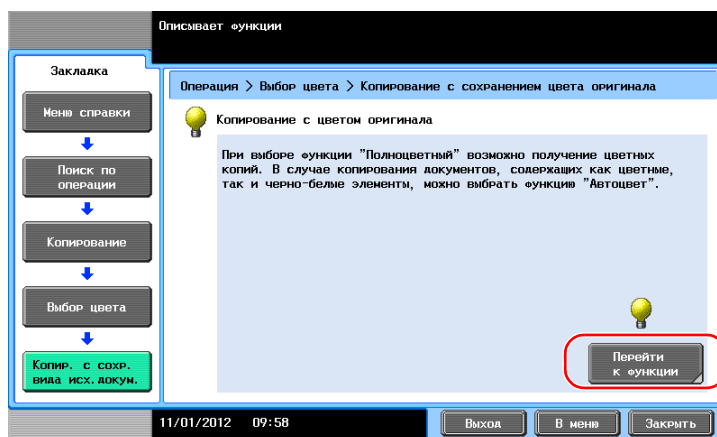 Описывает функции
Закладка
Меню справки
Поиск по
операции
Копирование
Выбор цвета
Копир. с сохр.
вида исх.докум.
Операция > Выбор цвета > Копирование с сохранением цвета оригинала
Копирование с цветом оригинала
При выборе функции "Полноцветный" возможно получение цветных
копий. В случае копирования документов, содержащих как цветные,
так и черно-белые элементы, можно выбрать функцию "Автоцвет".
Перейти
к функции
11/01/2012 09:58
Выход
В меню
Закрыть